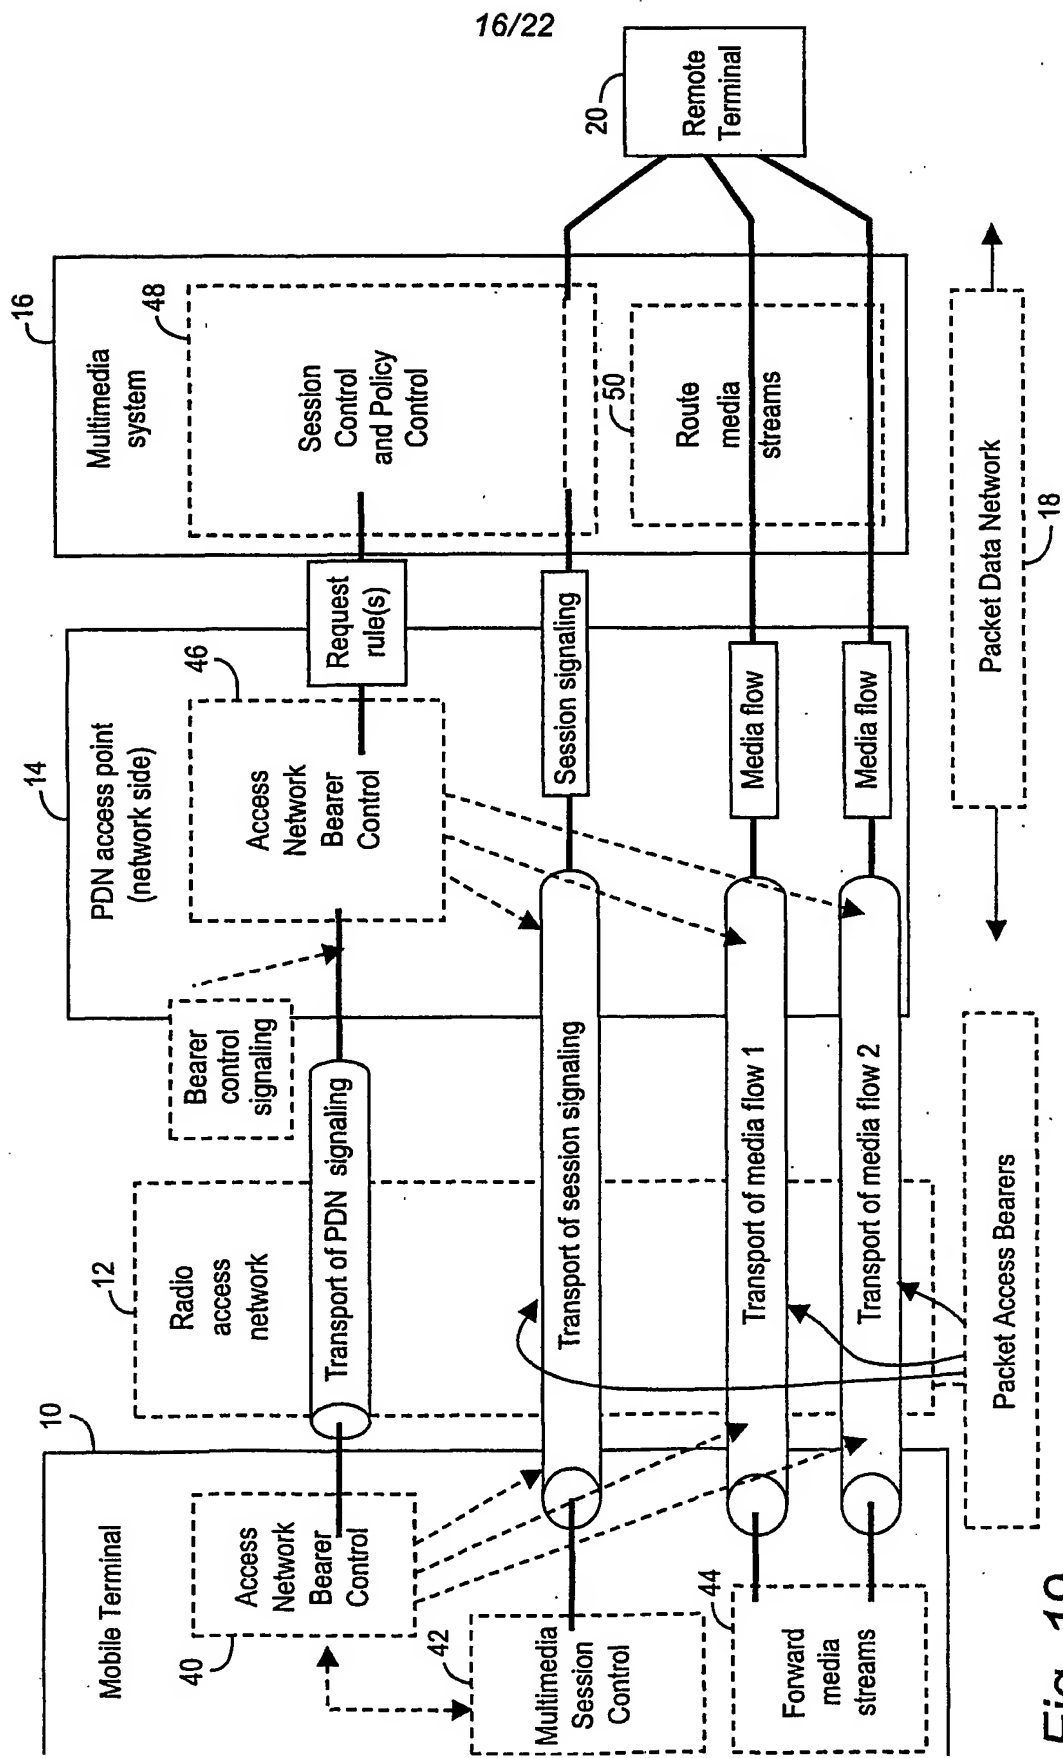 16/22
10
Mobile Terminal
40
Access
Network
Bearer
Control
42
Multimedia
Session
Control
44
Forward
media
streams
12
Radio
access
network
Transport of PDN signaling
Bearer
control
signaling
Transport of session signaling
Transport of media flow 1
Transport of media flow 2
Packet Access Bearers
14
PDN access point
(network side)
46
Access
Network
Bearer
Control
Request
rule(s)
Session signaling
Media flow
Media flow
16
Multimedia
system
48
Session
Control
and Policy
Control
50
Route
media
streams
20
Remote
Terminal
Packet Data Network
18
Fig.